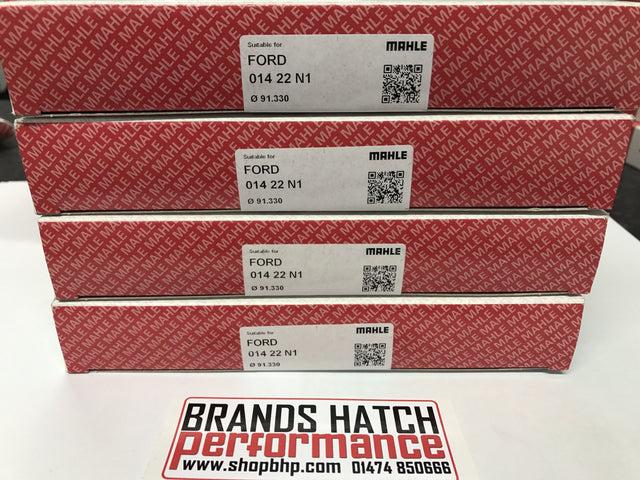 Suitable for
MAHLE
FORD
014 22 N1
Ø 91.330
Suitable for
MAHLE
FORD
014 22 N1
Ø 91.330
Suitable for
MAHLE
FORD
014 22 N1
Ø 91.330
Suitable for
MAHLE
FORD
014 22 N1
Ø 91.330
BRANDS HATCH
performance
www.shopbhp.com 01474 850666